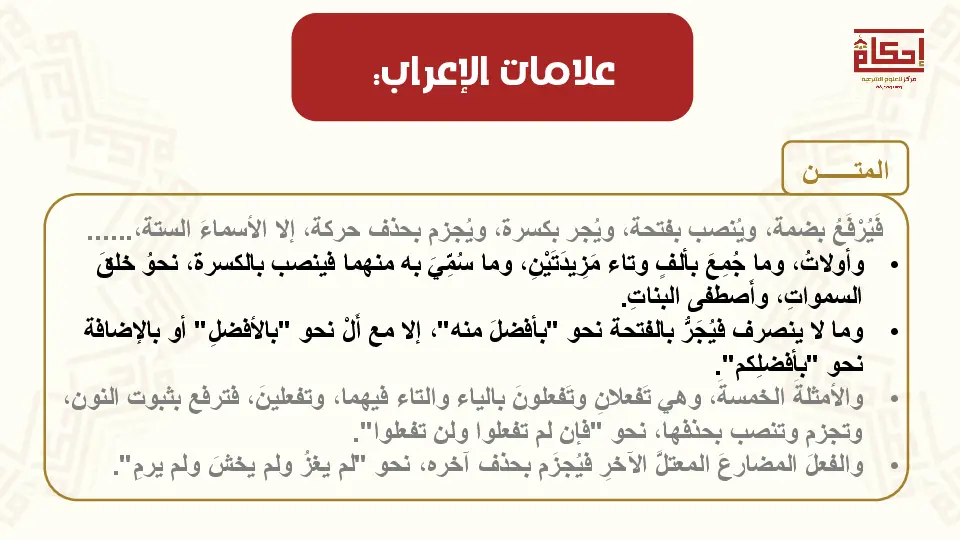 علامات الإعراب:
إحكام
مركز للعلوم الشرعية
المتــــــن
فَيُرْفَعُ بضمة، ويُنصب بفتحة، ويُجر بكسرة، ويُجزم بحذف حركة، إلا الأسماءَ الستة،......
• وأولاتُ، وما جُمِعَ بألفٍ وتاء مَزِيدَتَيْنِ، وما سُمِّيَ به منهما فينصب بالكسرة، نحوُ خلقَ
السمواتِ، وأَصطفى البناتِ.
• وما لا ينصرف فيُجَرُّ بالفتحة نحو "بأفضلَ منه"، إلا مع أَلْ نحو "بالأفضلِ" أو بالإضافة
نحو "بأفضلِكم".
• والأمثلةَ الخمسةَ، وهي تَفعلانِ وتَفعلونَ بالياءِ والتاء فيهما، وتفعلينَ، فترفع بثبوت النون،
وتجزم وتنصب بحذفها، نحو "فإن لم تفعلوا ولن تفعلوا".
• والفعلَ المضارعَ المعتلَّ الآخرِ فيُجزَم بحذف آخره، نحو "لم يغزُ ولم يخشَ ولم يرمِ".